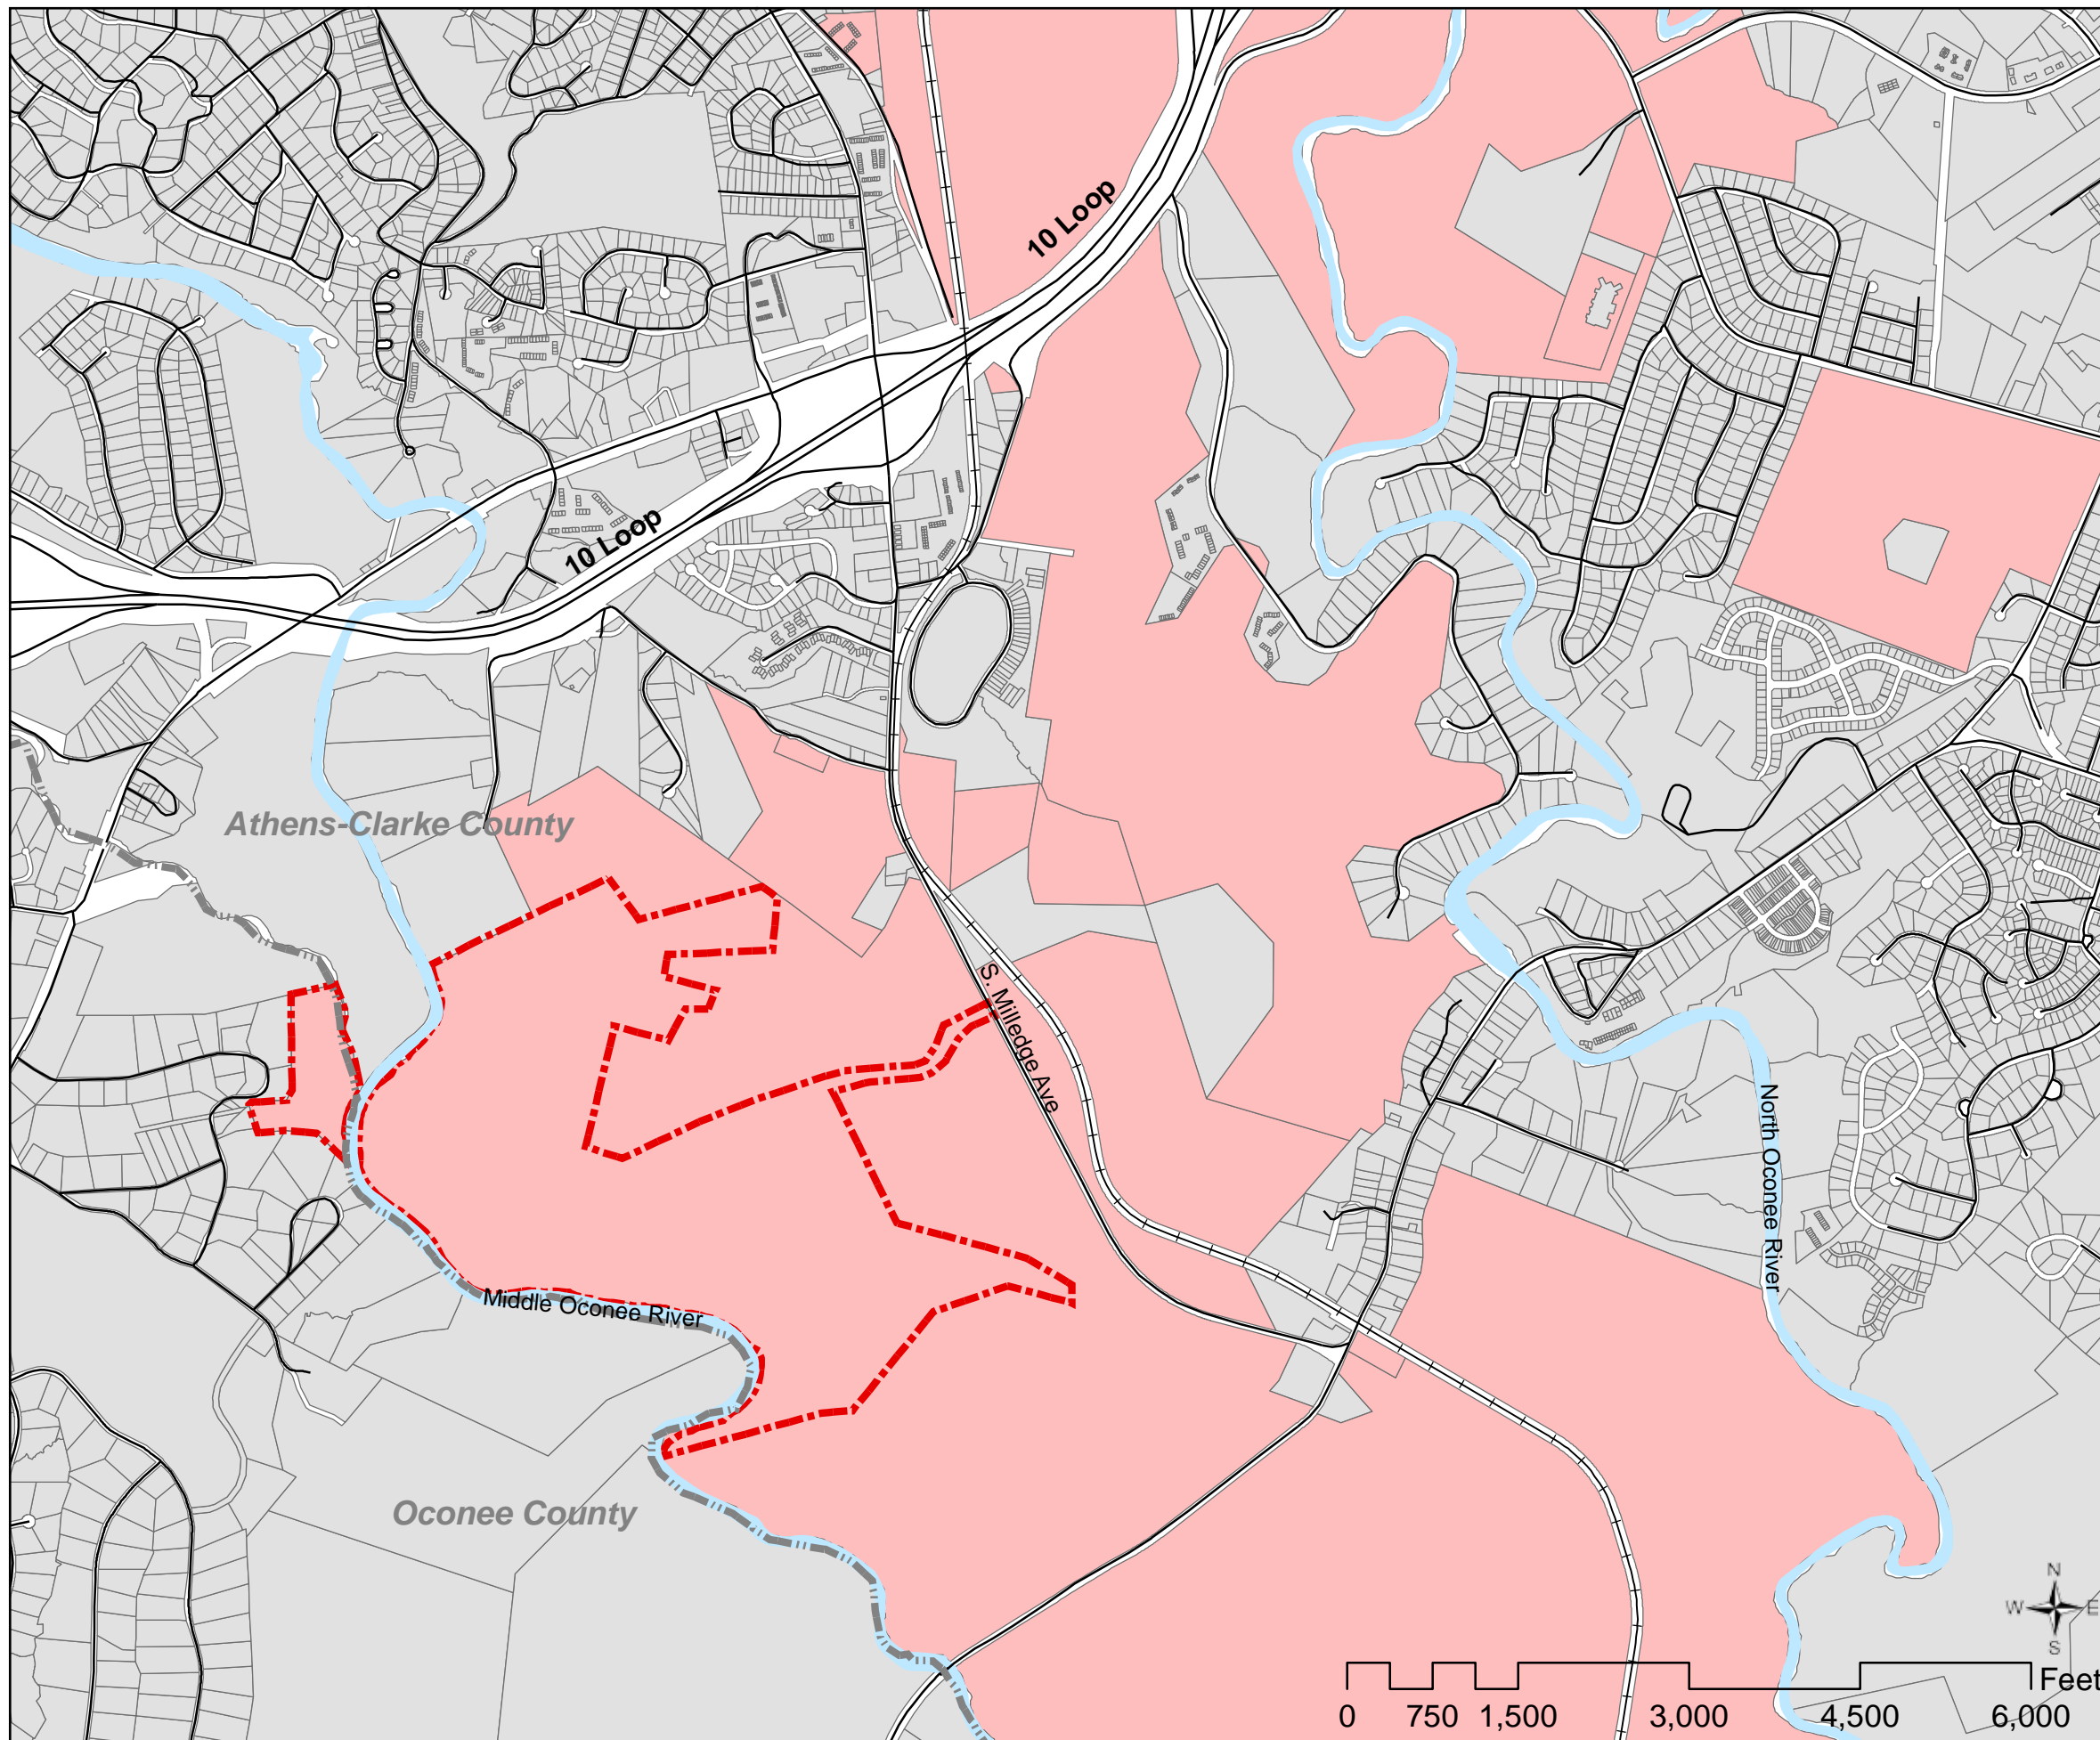 10 Loop
10 Loop
Athens-Clarke County
S. Milledge Ave
North Oconee River
Middle Oconee River
Oconee County
N
W E
S
Feet
0 750 1,500 3,000 4,500 6,000